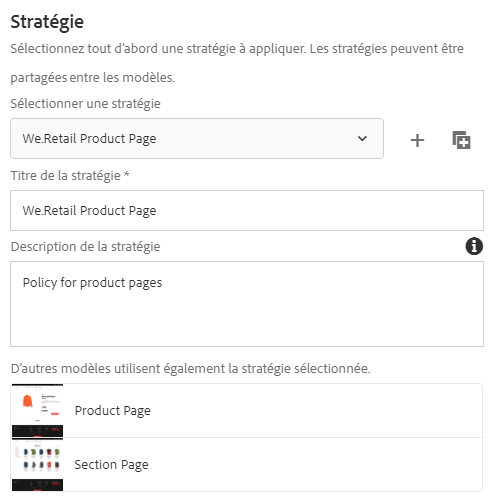 Stratégie
Sélectionnez tout d'abord une stratégie à appliquer. Les stratégies peuvent être
partagées entre les modèles.
Sélectionner une stratégie
We.Retail Product Page
Titre de la stratégie *
We.Retail Product Page
Description de la stratégie
Policy for product pages
D'autres modèles utilisent également la stratégie sélectionnée.
Product Page
Section Page